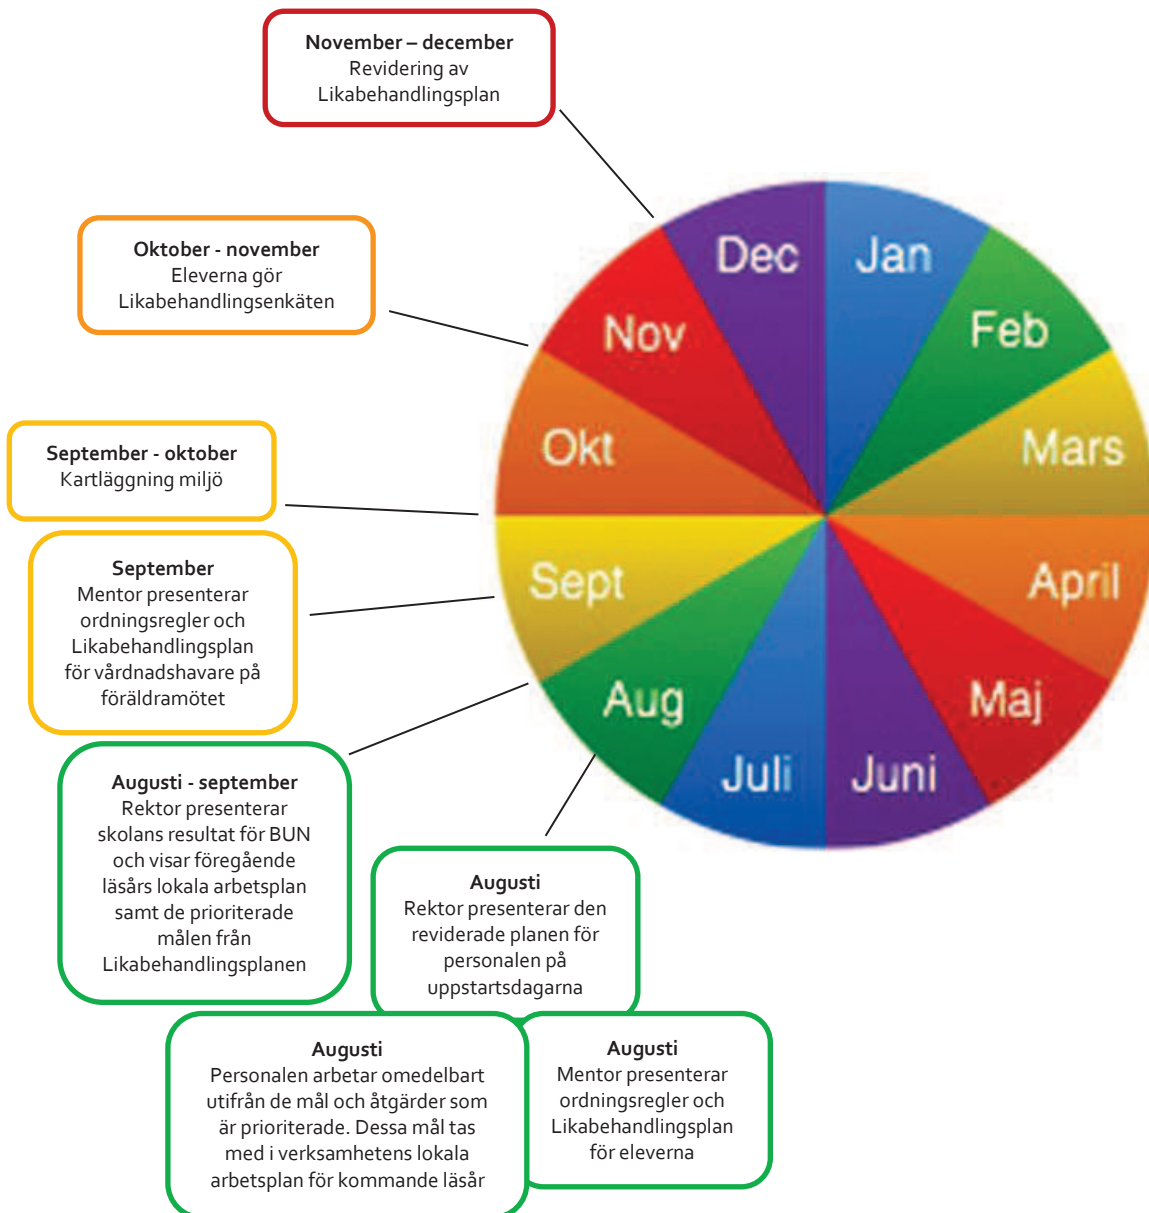 November – december
Revidering av
Likabehandlingsplan
Oktober - november
Eleverna gör
Likabehandlingsenkäten
September - oktober
Kartläggning miljö
September
Mentor presenterar
ordningsregler och
Likabehandlingsplan
för vårdnadshavare på
föräldramötet
Augusti - september
Rektor presenterar
skolans resultat för BUN
och visar föregående
läsårs lokala arbetsplan
samt de prioriterade
målen från
Likabehandlingsplanen
Augusti
Rektor presenterar den
reviderade planen för
personalen på
uppstartsdagarna
Augusti
Personalen arbetar omedelbart
utifrån de mål och åtgärder som
är prioriterade. Dessa mål tas
med i verksamhetens lokala
arbetsplan för kommande läsår
Augusti
Mentor presenterar
ordningsregler och
Likabehandlingsplan
för eleverna
Jan
Feb
Mars
April
Maj
Juni
Juli
Aug
Sept
Okt
Nov
Dec